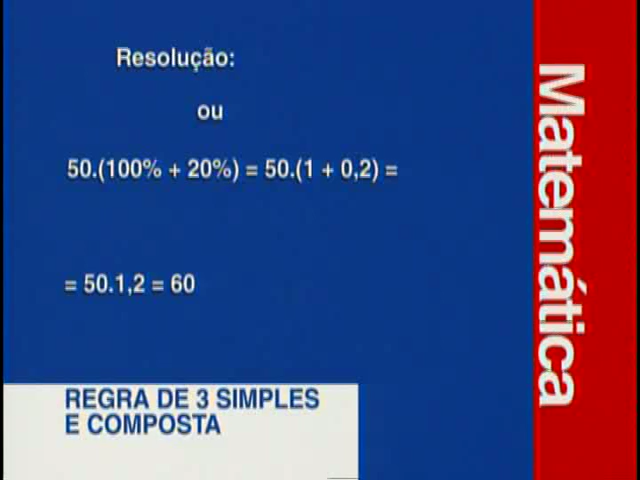 Resolução:
ou
50.(100% + 20%) = 50.(1 + 0,2) =
= 50.1,2 = 60
REGRA DE 3 SIMPLES
E COMPOSTA
Matemática